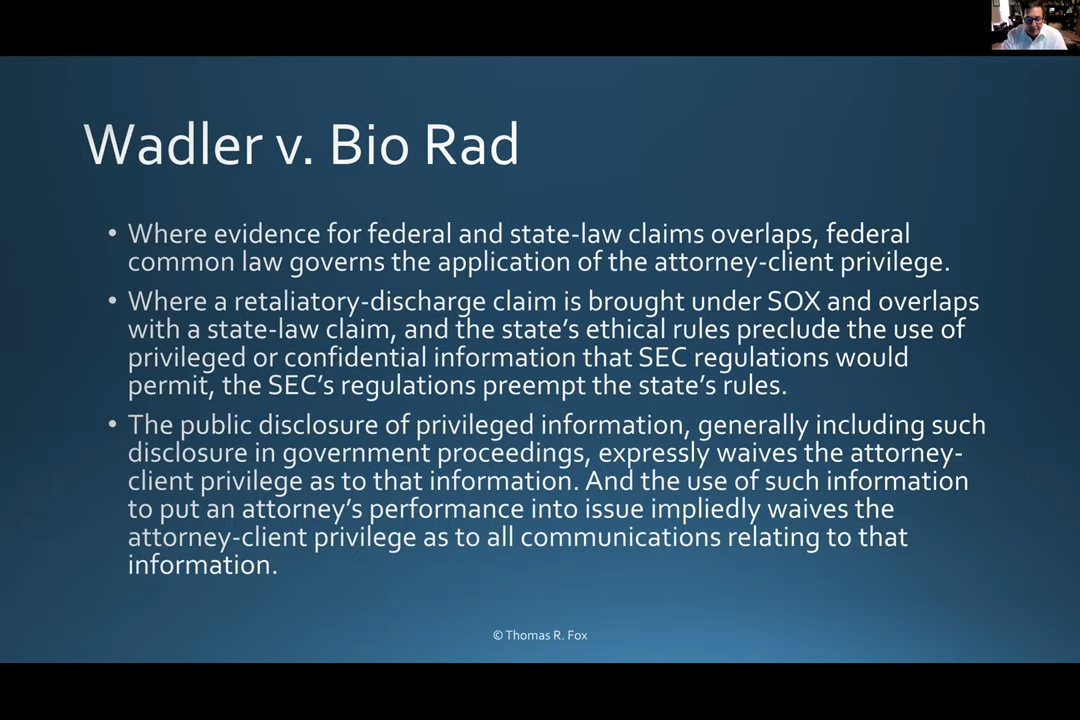 Wadler v. Bio Rad
• Where evidence for federal and state-law claims overlaps, federal
common law governs the application of the attorney-client privilege.
• Where a retaliatory-discharge claim is brought under SOX and overlaps
with a state-law claim, and the state's ethical rules preclude the use of
privileged or confidential information that SEC regulations would
permit, the SEC's regulations preempt the state's rules.
• The public disclosure of privileged information, generally including such
disclosure in government proceedings, expressly waives the attorney-
client privilege as to that information. And the use of such information
to put an attorney's performance into issue impliedly waives the
attorney-client privilege as to all communications relating to that
information.
© Thomas R. Fox